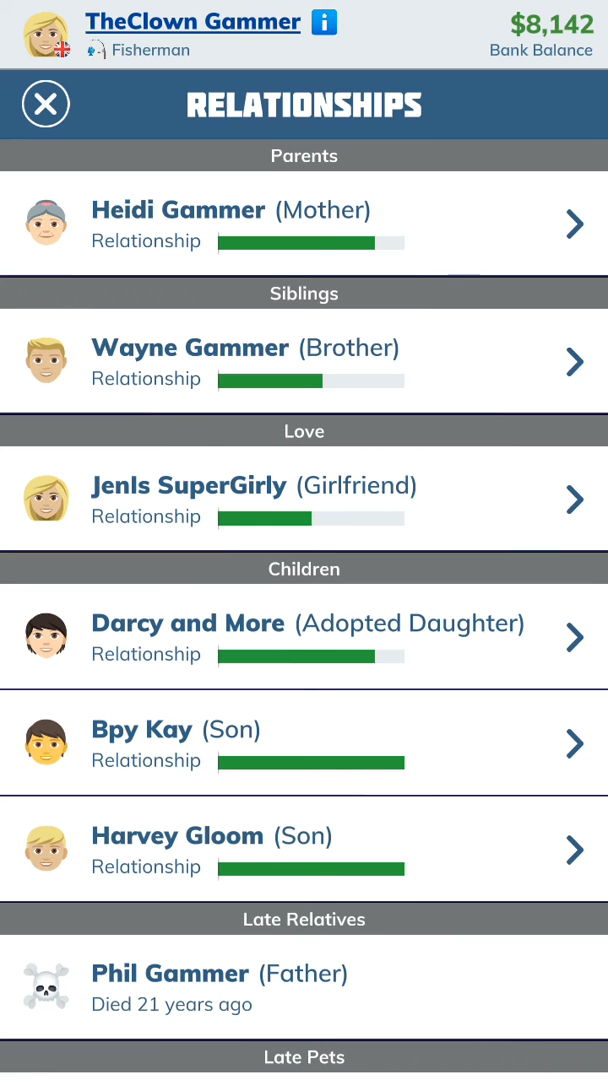 TheClown Gammer
$8,142
Fisherman
Bank Balance
RELATIONSHIPS
Parents
Heidi Gammer (Mother)
Relationship
Siblings
Wayne Gammer (Brother)
Relationship
Love
Jenls SuperGirly (Girlfriend)
Relationship
Children
Darcy and More (Adopted Daughter)
Relationship
Bpy Kay (Son)
Relationship
Harvey Gloom (Son)
Relationship
Late Relatives
Phil Gammer (Father)
Died 21 years ago
Late Pets